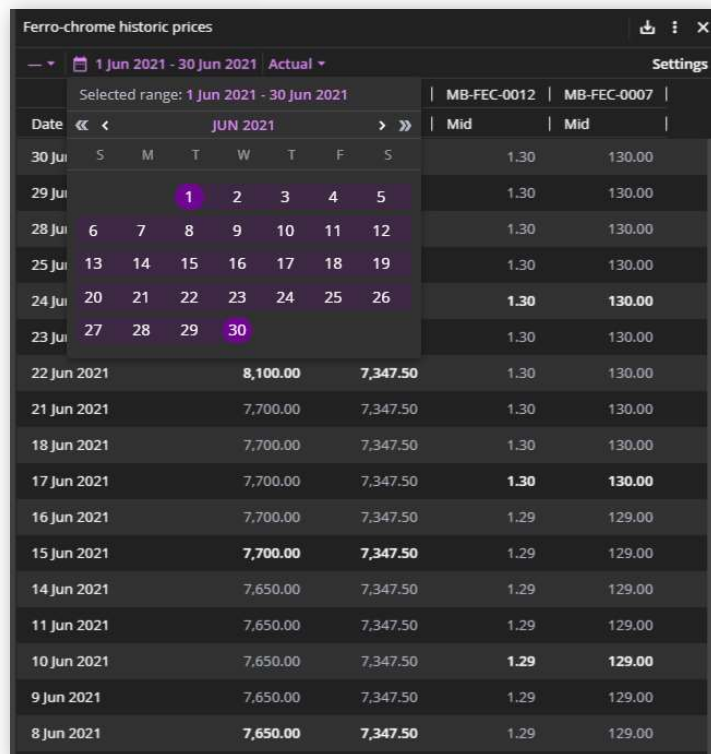 Ferro-chrome historic prices
— 1 Jun 2021 - 30 Jun 2021 Actual Settings
Selected range: 1 Jun 2021 - 30 Jun 2021 | MB-FEC-0012 | MB-FEC-0007 |
Date « < JUN 2021 > » | Mid | Mid |
30 Ju S M T W T F S 1.30 130.00
29 Ju 1 2 3 4 5 1.30 130.00
28 Ju 6 7 8 9 10 11 12 1.30 130.00
25 Ju 13 14 15 16 17 18 19 1.30 130.00
24 Ju 20 21 22 23 24 25 26 1.30 130.00
23 Ju 27 28 29 30 1.30 130.00
22 Jun 2021 8,100.00 7,347.50 1.30 130.00
21 Jun 2021 7,700.00 7,347.50 1.30 130.00
18 Jun 2021 7,700.00 7,347.50 1.30 130.00
17 Jun 2021 7,700.00 7,347.50 1.30 130.00
16 Jun 2021 7,700.00 7,347.50 1.29 129.00
15 Jun 2021 7,700.00 7,347.50 1.29 129.00
14 Jun 2021 7,650.00 7,347.50 1.29 129.00
11 Jun 2021 7,650.00 7,347.50 1.29 129.00
10 Jun 2021 7,650.00 7,347.50 1.29 129.00
9 Jun 2021 7,650.00 7,347.50 1.29 129.00
8 Jun 2021 7,650.00 7,347.50 1.29 129.00